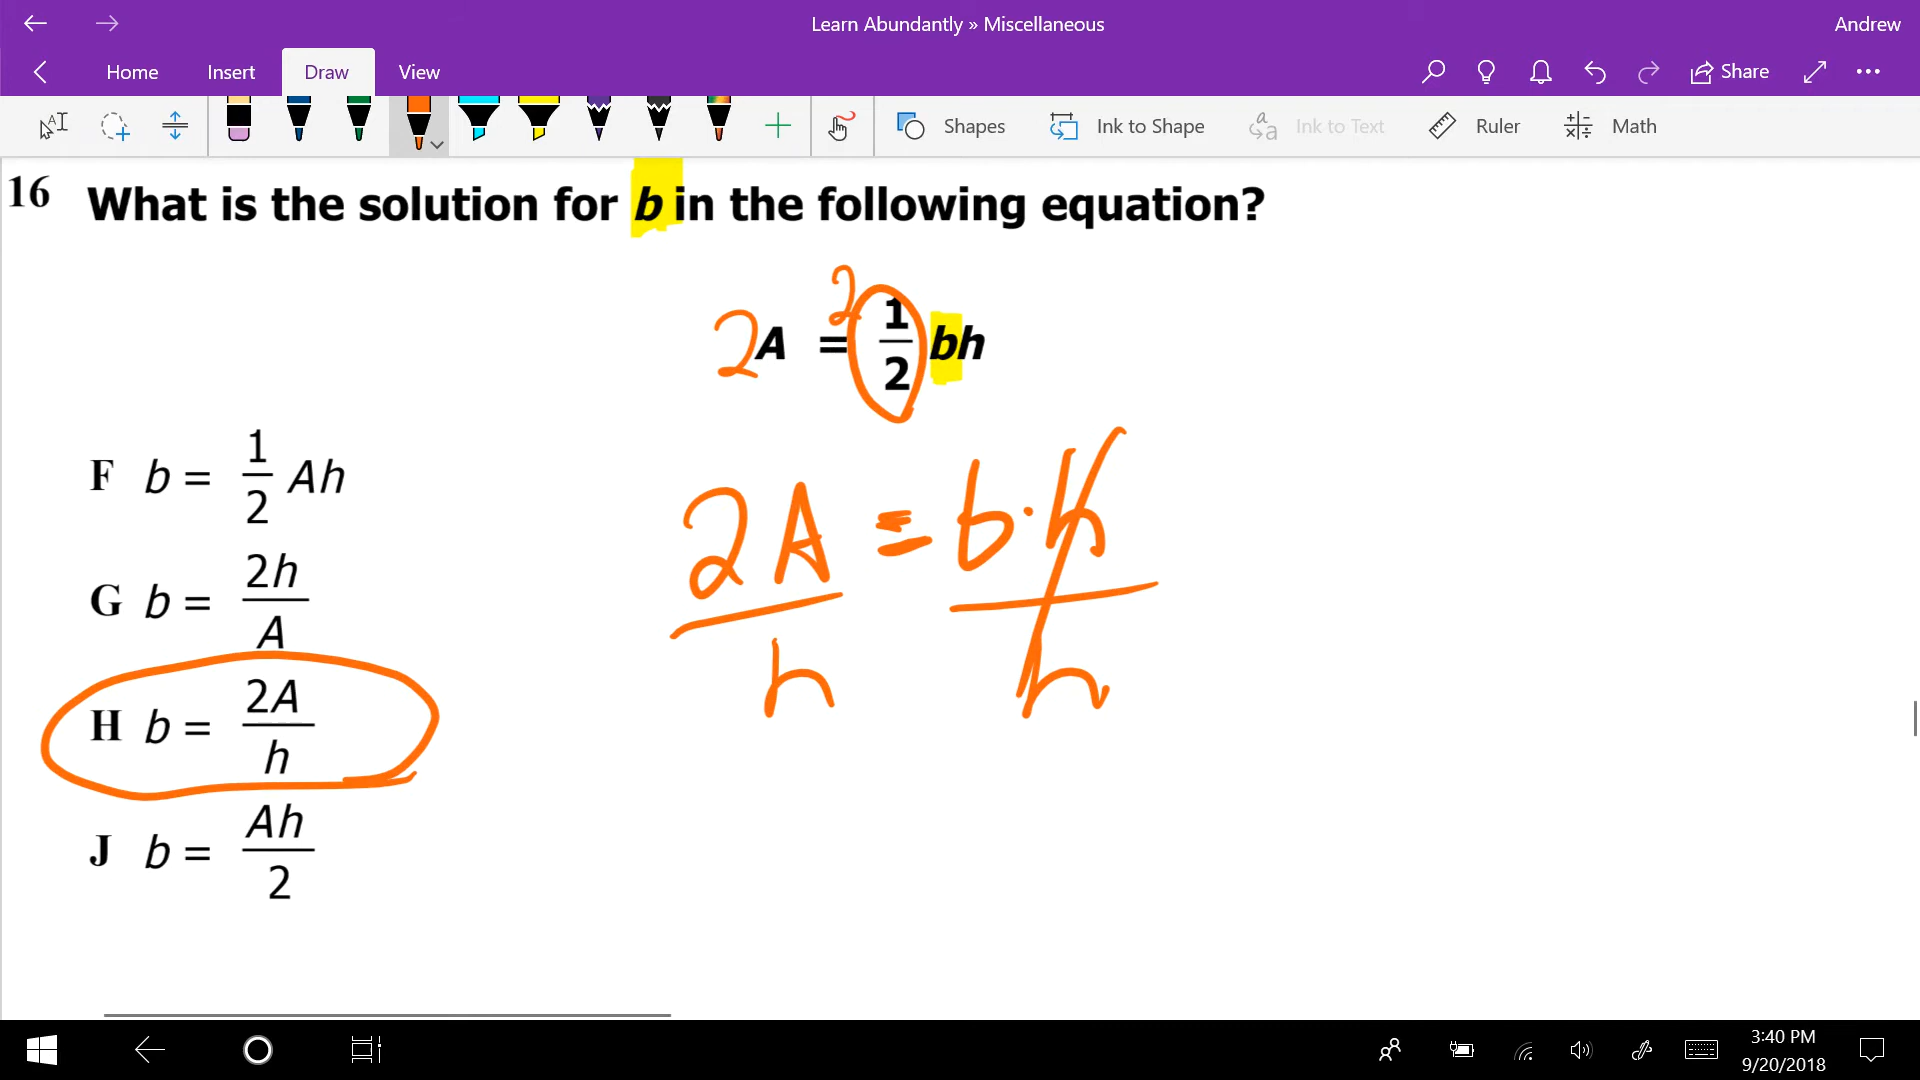 Learn Abundantly » Miscellaneous
Andrew
Home Insert Draw View
Share
Shapes Ink to Shape Ink to Text Ruler Math
16 What is the solution for b in the following equation?
2A = 2 1/2 bh
F b = 1/2 Ah
G b = 2h/A
H b = 2A/h
J b = Ah/2
2A = b·h
h h
3:40 PM
9/20/2018